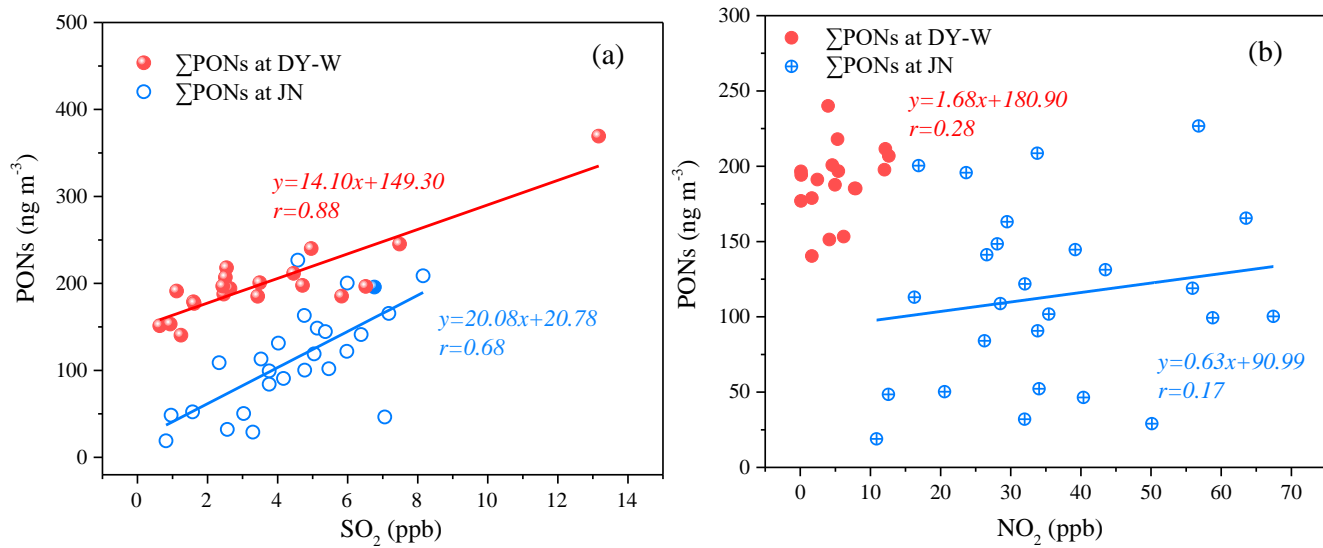 500
400
300
200
100
0
PONs (ng m⁻³)
∑PONs at DY-W
∑PONs at JN
(a)
y=14.10x+149.30
r=0.88
y=20.08x+20.78
r=0.68
0 2 4 6 8 10 12 14
SO₂ (ppb)
300
250
200
150
100
50
0
PONs (ng m⁻³)
∑PONs at DY-W
∑PONs at JN
(b)
y=1.68x+180.90
r=0.28
y=0.63x+90.99
r=0.17
0 10 20 30 40 50 60 70
NO₂ (ppb)